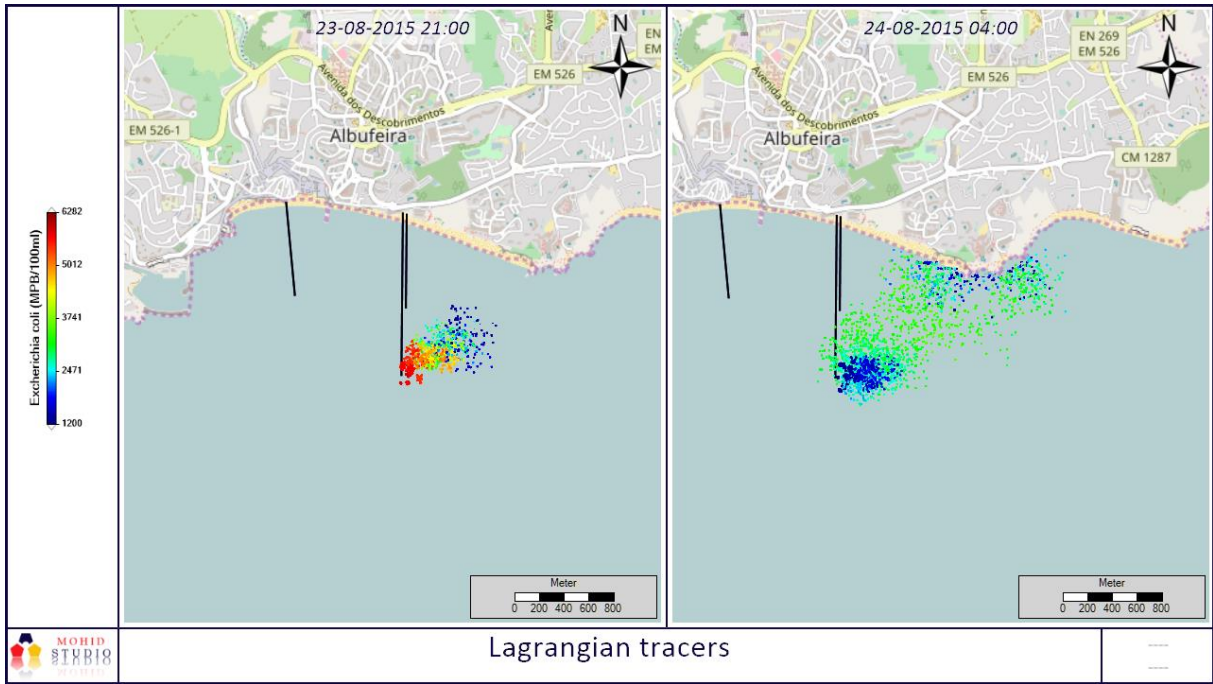 23-08-2015 21:00
N
EN
EM
EM 526
Avenida dos Descobrimentos
EM 526-1
Albufeira
Meter
0 200 400 600 800
24-08-2015 04:00
N
EN 269
EM 526
EM 526
Avenida dos Descobrimentos
Albufeira
CM 1287
Meter
0 200 400 600 800
Excherichia coli (MPB/100ml)
6282
5012
3741
2471
1200
MOHID
STUDIO
Lagrangian tracers
----
----